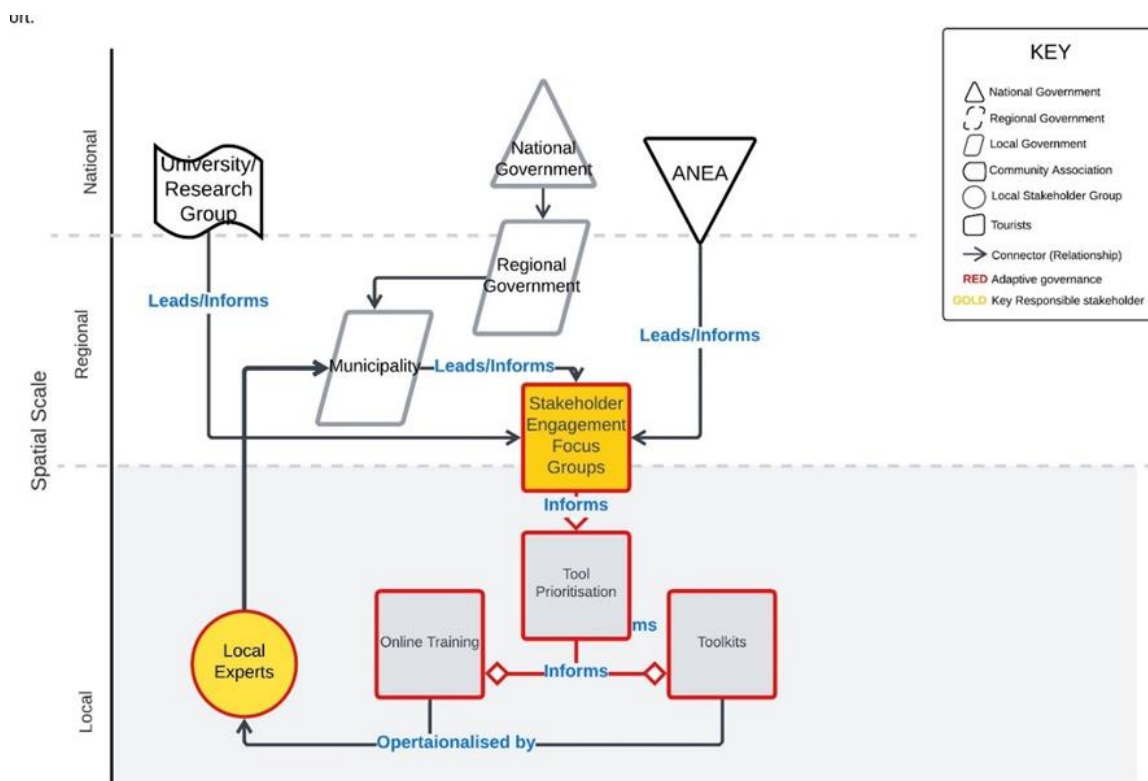 KEY
National Government
Regional Government
Local Government
Community Association
Local Stakeholder Group
Tourists
Connector (Relationship)
RED Adaptive governance
GOLD Key Responsible stakeholder
Spatial Scale
National
Regional
Local
University/
Research
Group
National
Government
ANEA
Regional
Government
Leads/Informs
Leads/Informs
Municipality
Leads/Informs
Stakeholder
Engagement
Focus
Groups
Informs
Tool
Prioritisation
ms
Online Training
Toolkits
Informs
Local
Experts
Opertaionalised by